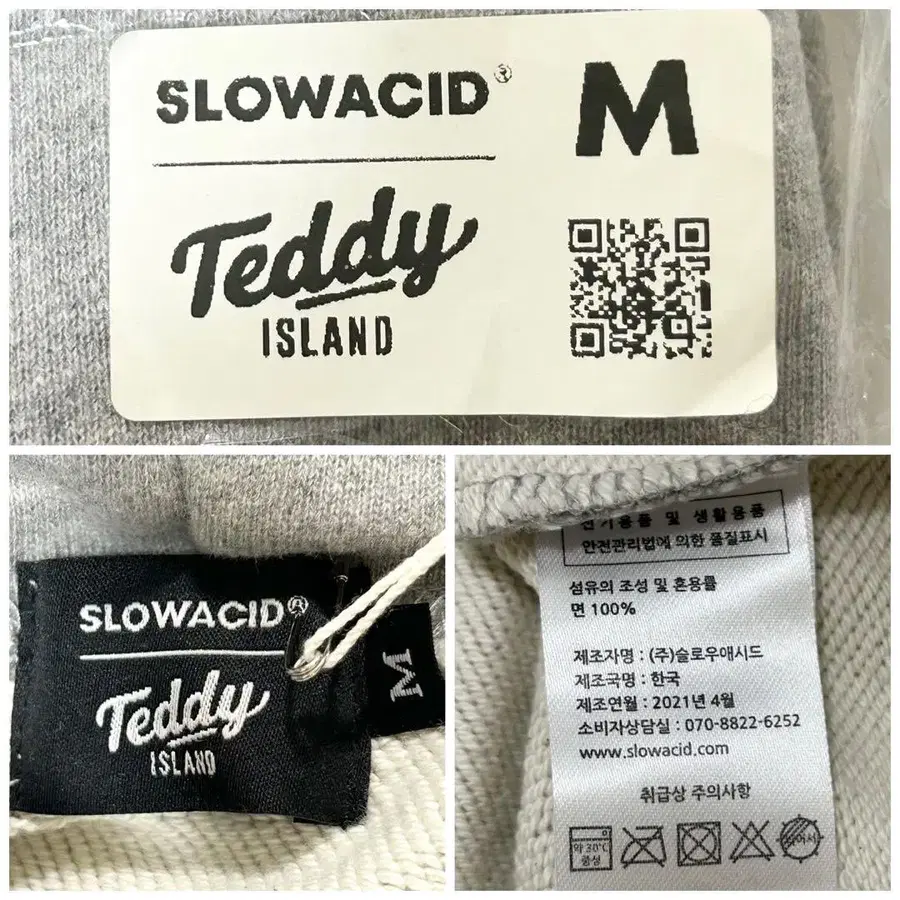 SLOWACID®
M
Teddy
ISLAND
SLOWACID®
Teddy
ISLAND
M
전기용품 및 생활용품
안전관리법에 의한 품질표시
섬유의 조성 및 혼용률
면 100%
제조자명 : (주)슬로우애시드
제조국명 : 한국
제조연월 : 2021년 4월
소비자상담실 : 070-8822-6252
www.slowacid.com
취급상 주의사항
약 30℃
중성